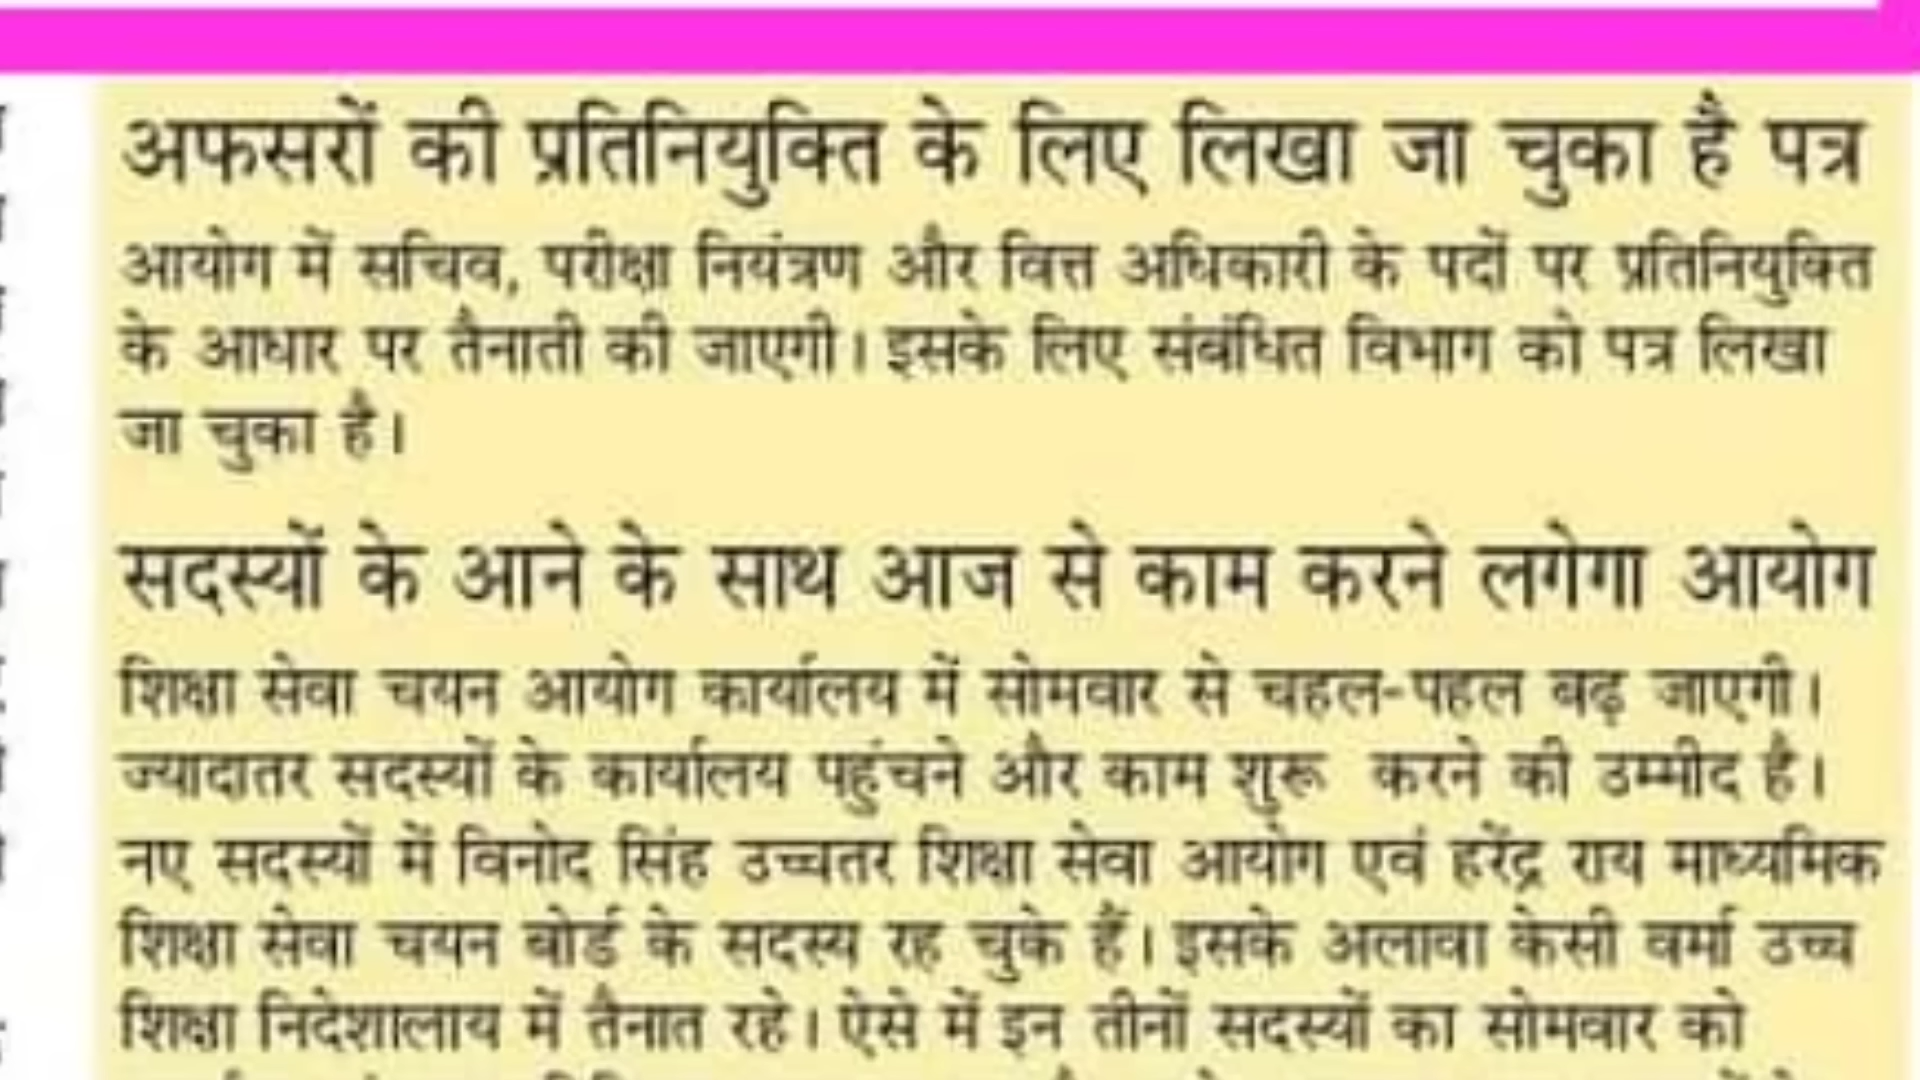 अफसरों की प्रतिनियुक्ति के लिए लिखा जा चुका है पत्र
आयोग में सचिव, परीक्षा नियंत्रण और वित्त अधिकारी के पदों पर प्रतिनियुक्ति
के आधार पर तैनाती की जाएगी। इसके लिए संबंधित विभाग को पत्र लिखा
जा चुका है।
सदस्यों के आने के साथ आज से काम करने लगेगा आयोग
शिक्षा सेवा चयन आयोग कार्यालय में सोमवार से चहल-पहल बढ़ जाएगी।
ज्यादातर सदस्यों के कार्यालय पहुंचने और काम शुरू करने की उम्मीद है।
नए सदस्यों में विनोद सिंह उच्चतर शिक्षा सेवा आयोग एवं हरेंद्र राय माध्यमिक
शिक्षा सेवा चयन बोर्ड के सदस्य रह चुके हैं। इसके अलावा केसी वर्मा उच्च
शिक्षा निदेशालाय में तैनात रहे। ऐसे में इन तीनों सदस्यों का सोमवार को